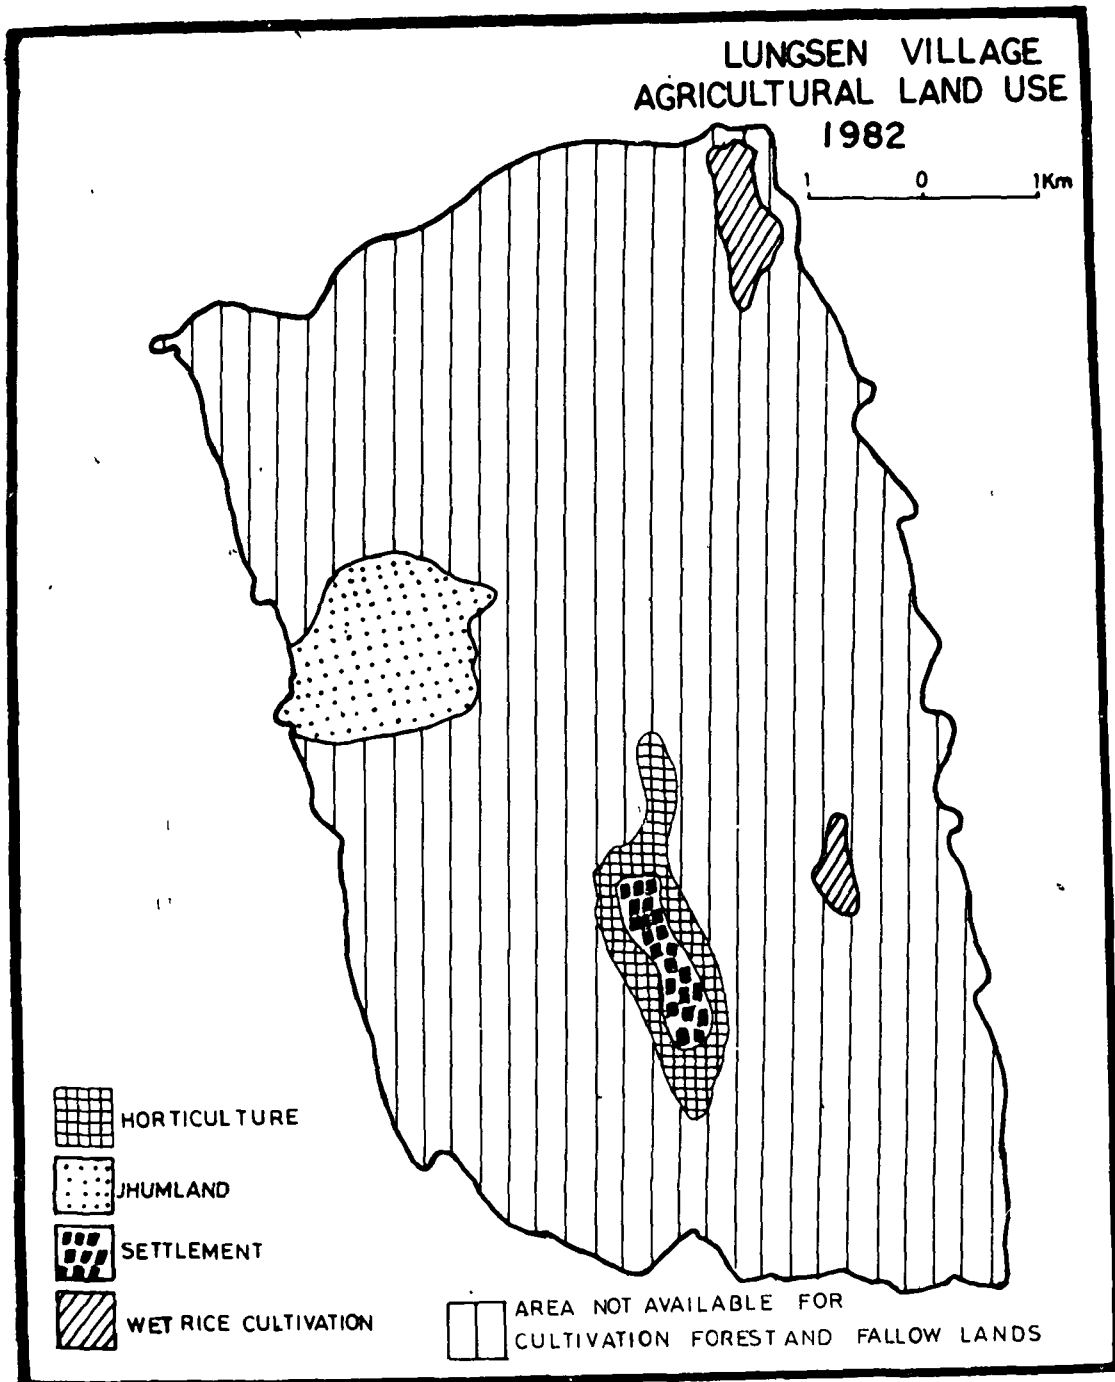 LUNGSEN VILLAGE
AGRICULTURAL LAND USE
1982
1 0 1Km
HORTICULTURE
JHUMLAND
SETTLEMENT
WET RICE CULTIVATION
AREA NOT AVAILABLE FOR
CULTIVATION FOREST AND FALLOW LANDS